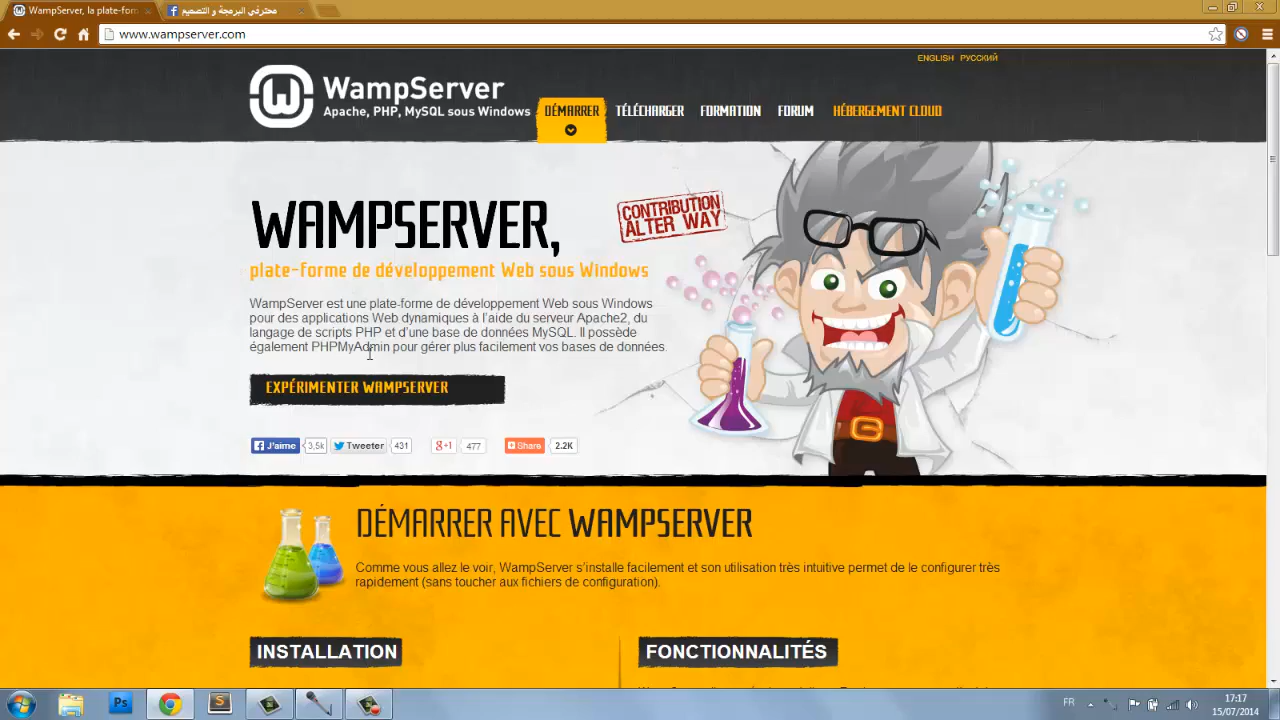 WampServer, la plate-form
محترفي البرمجة و التصميم
www.wampserver.com
ENGLISH РУССКИЙ
WampServer
Apache, PHP, MySQL sous Windows
DÉMARRER TÉLÉCHARGER FORMATION FORUM HÉBERGEMENT CLOUD
WAMPSERVER,
CONTRIBUTION
ALTER WAY
plate-forme de développement Web sous Windows
WampServer est une plate-forme de développement Web sous Windows
pour des applications Web dynamiques à l'aide du serveur Apache2, du
langage de scripts PHP et d'une base de données MySQL. Il possède
également PHPMyAdmin pour gérer plus facilement vos bases de données.
EXPÉRIMENTER WAMPSERVER
J'aime 3,5k Tweeter 431 +1 477 Share 2.2K
DÉMARRER AVEC WAMPSERVER
Comme vous allez le voir, WampServer s'installe facilement et son utilisation très intuitive permet de le configurer très
rapidement (sans toucher aux fichiers de configuration).
INSTALLATION
FONCTIONNALITÉS
FR
17:17
15/07/2014